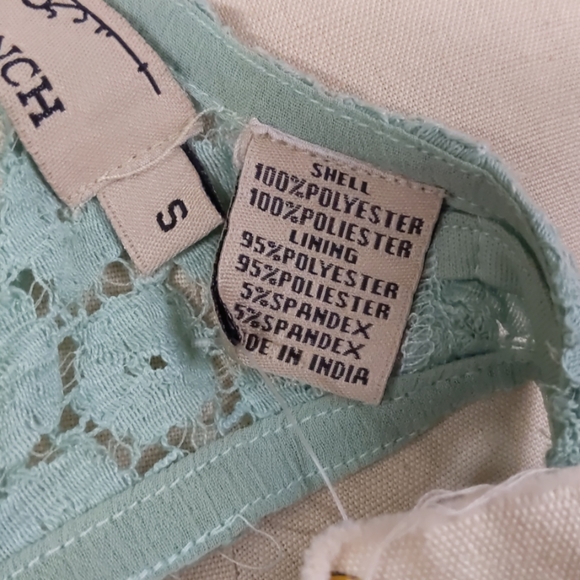 NCH
S
SHELL
100%POLYESTER
100%POLIESTER
LINING
95%POLYESTER
95%POLIESTER
5%SPANDEX
5%SPANDEX
DE IN INDIA